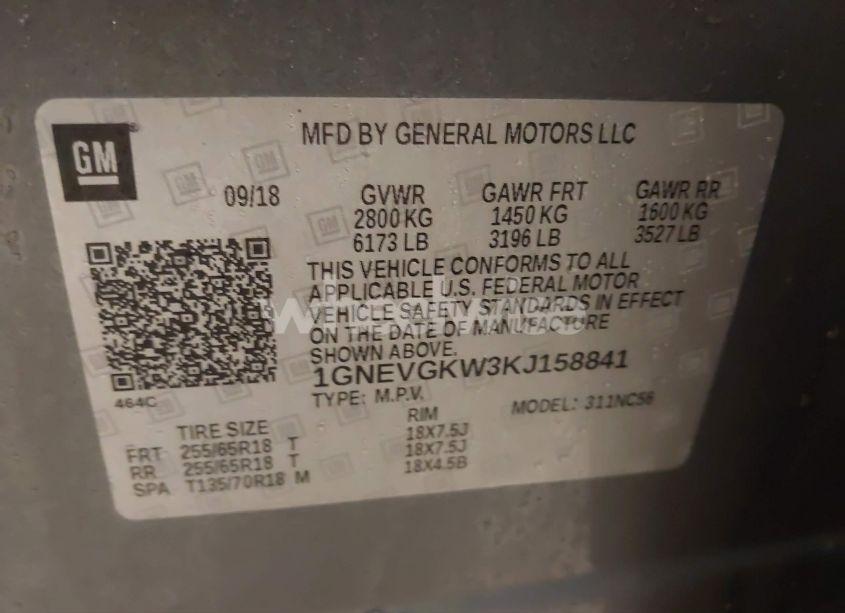 GM
MFD BY GENERAL MOTORS LLC
09/18 GVWR GAWR FRT GAWR RR
2800 KG 1450 KG 1600 KG
6173 LB 3196 LB 3527 LB
THIS VEHICLE CONFORMS TO ALL
APPLICABLE U.S. FEDERAL MOTOR
VEHICLE SAFETY STANDARDS IN EFFECT
ON THE DATE OF MANUFACTURE
SHOWN ABOVE.
1GNEVGKW3KJ158841
464C
TYPE: M.P.V. MODEL: 311NC56
TIRE SIZE RIM
FRT 255/65R18 T 18X7.5J
RR 255/65R18 T 18X7.5J
SPA T135/70R18 M 18X4.5B